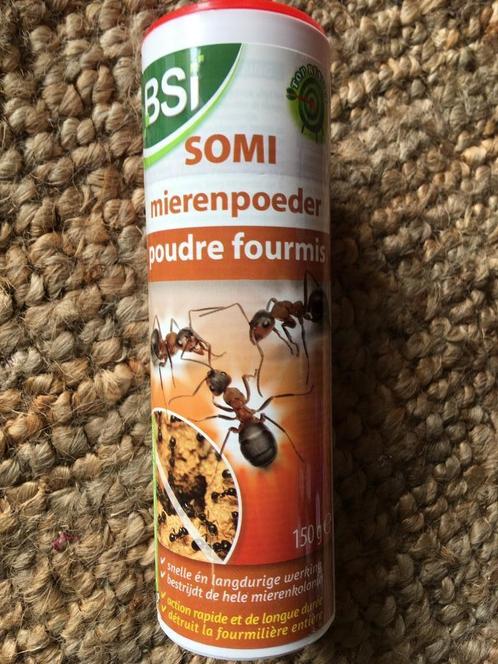 BSi
SOMI
mierenpoeder
poudre fourmis
150 g e
✓ snelle én langdurige werking
✓ bestrijdt de hele mierenkolonie
✓ action rapide et de longue durée
✓ détruit la fourmilière entière